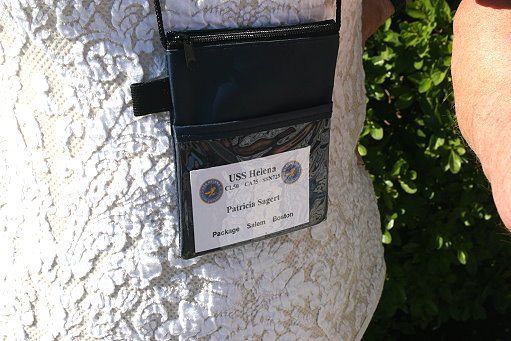 USS Helena
CL50 CA75 SSN725
Patricia Sagert
Package Salem Boston